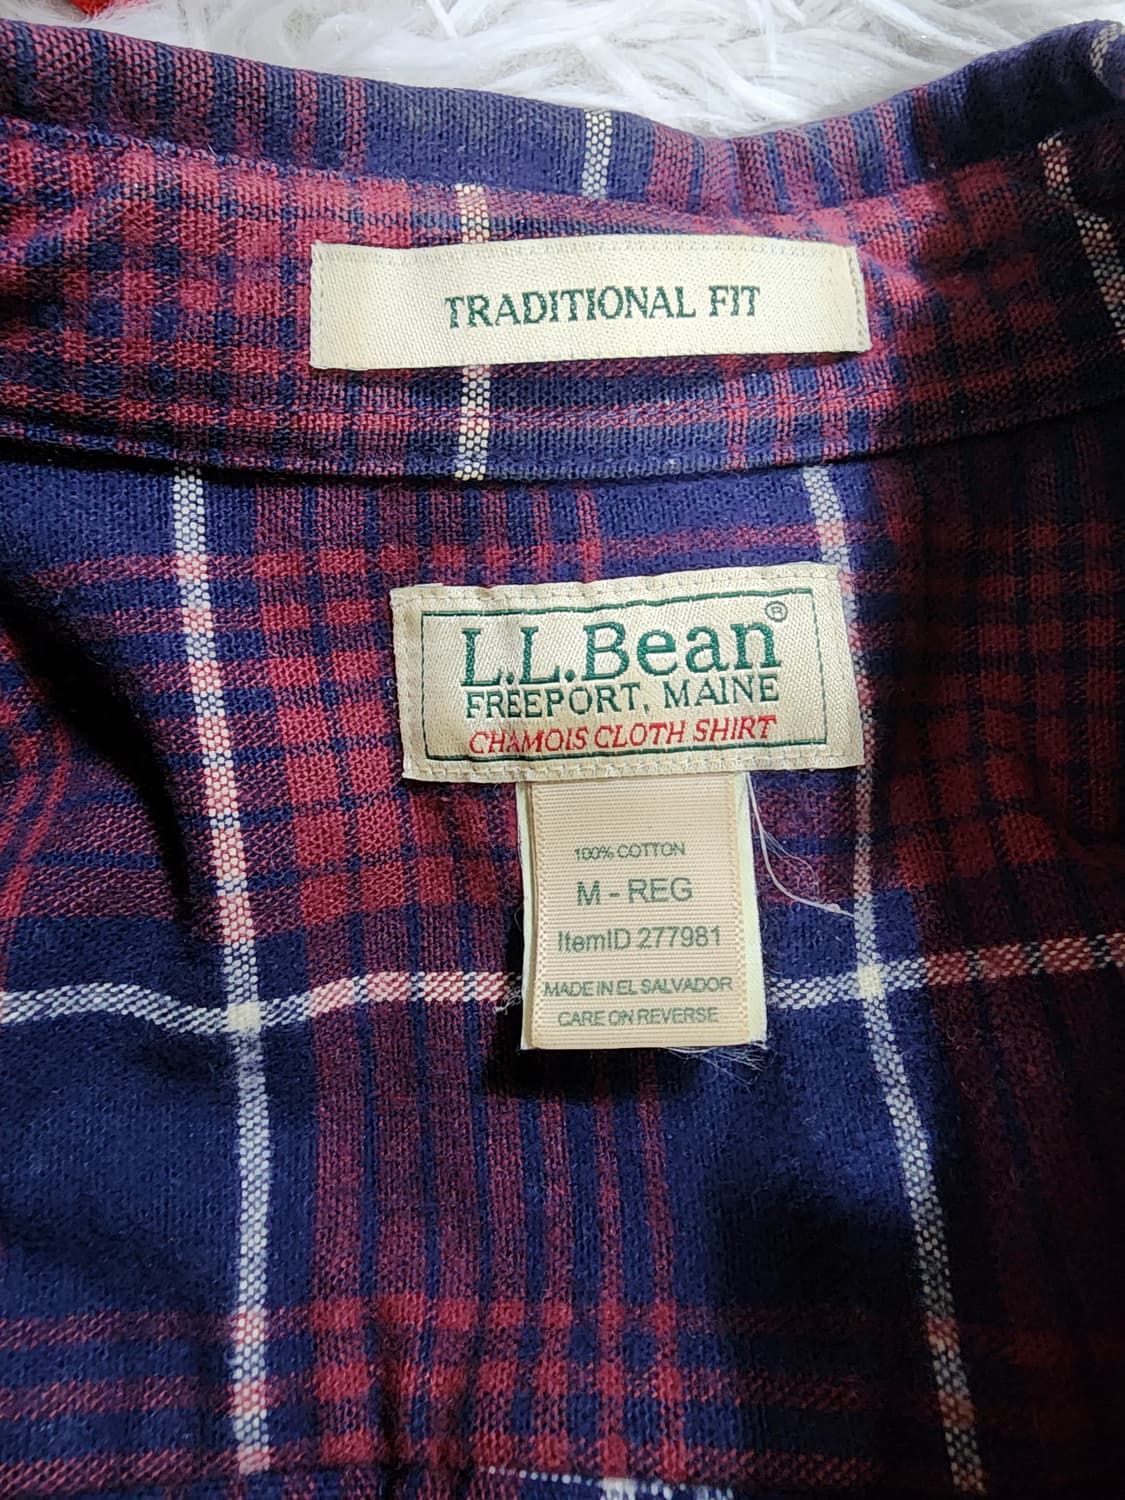 TRADITIONAL FIT
L.L.Bean®
FREEPORT, MAINE
CHAMOIS CLOTH SHIRT
100% COTTON
M - REG
ItemID 277981
MADE IN EL SALVADOR
CARE ON REVERSE